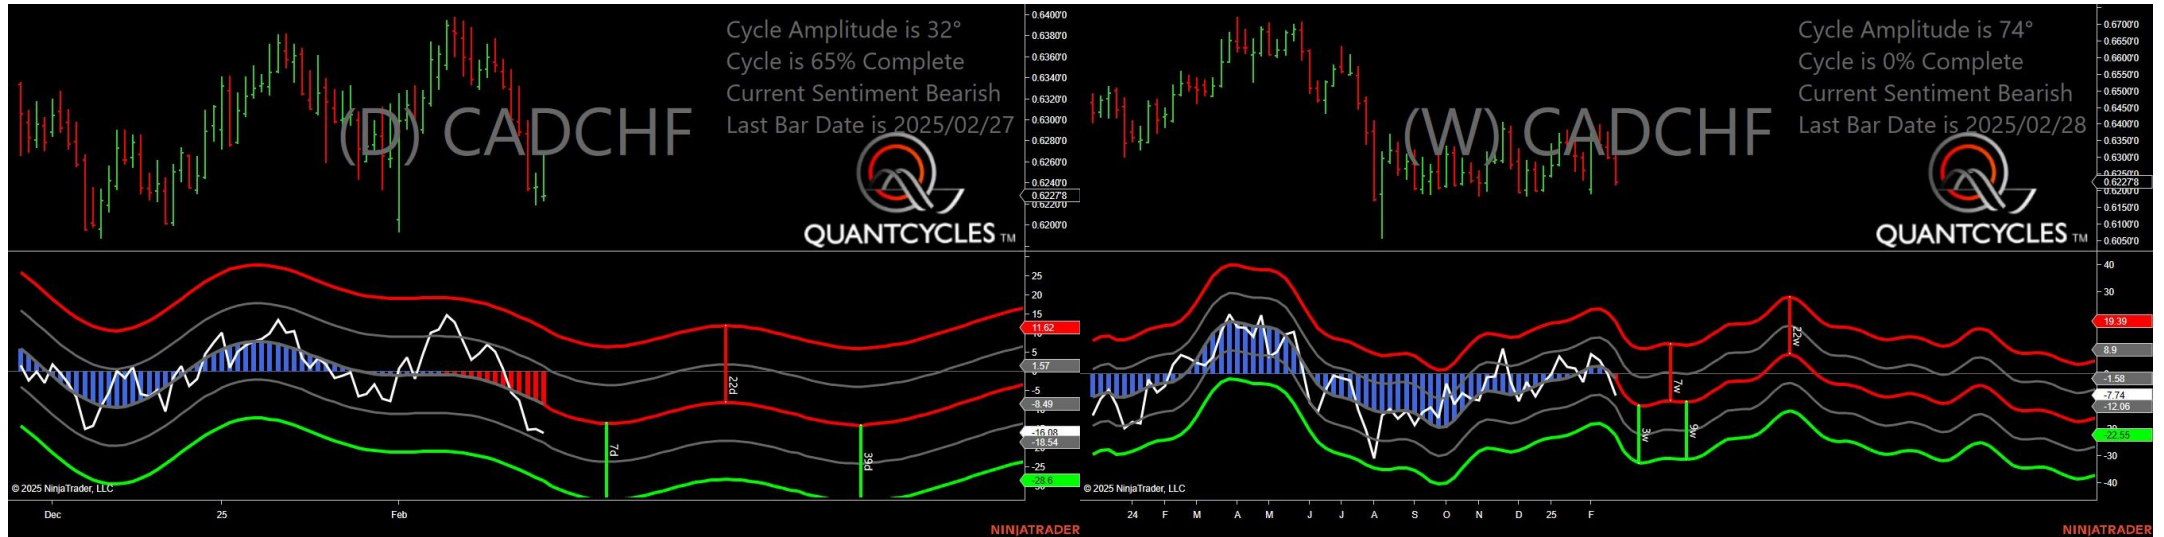 Cycle Amplitude is 32°
Cycle is 65% Complete
Current Sentiment Bearish
Last Bar Date is 2025/02/27
(D) CADCHF
QUANTCYCLES TM
0.6400'0
0.6380'0
0.6360'0
0.6340'0
0.6320'0
0.6300'0
0.6280'0
0.6260'0
0.6240'0
0.6227'8
0.6220'0
0.6200'0
25
20
15
11.62
5
1.57
-5
-8.49
-16.08
-18.54
-25
-28.6
7d
22d
39d
© 2025 NinjaTrader, LLC
Dec 25 Feb
NINJATRADER
Cycle Amplitude is 74°
Cycle is 0% Complete
Current Sentiment Bearish
Last Bar Date is 2025/02/28
(W) CADCHF
QUANTCYCLES TM
0.6700'0
0.6650'0
0.6600'0
0.6550'0
0.6500'0
0.6450'0
0.6400'0
0.6350'0
0.6300'0
0.6250'0
0.6227'8
0.6200'0
0.6150'0
0.6100'0
0.6050'0
40
30
19.39
8.9
-1.58
-7.74
-12.06
-22.55
-30
-40
3w
7w
9w
22w
© 2025 NinjaTrader, LLC
24 F M A M J J A S O N D 25 F
NINJATRADER